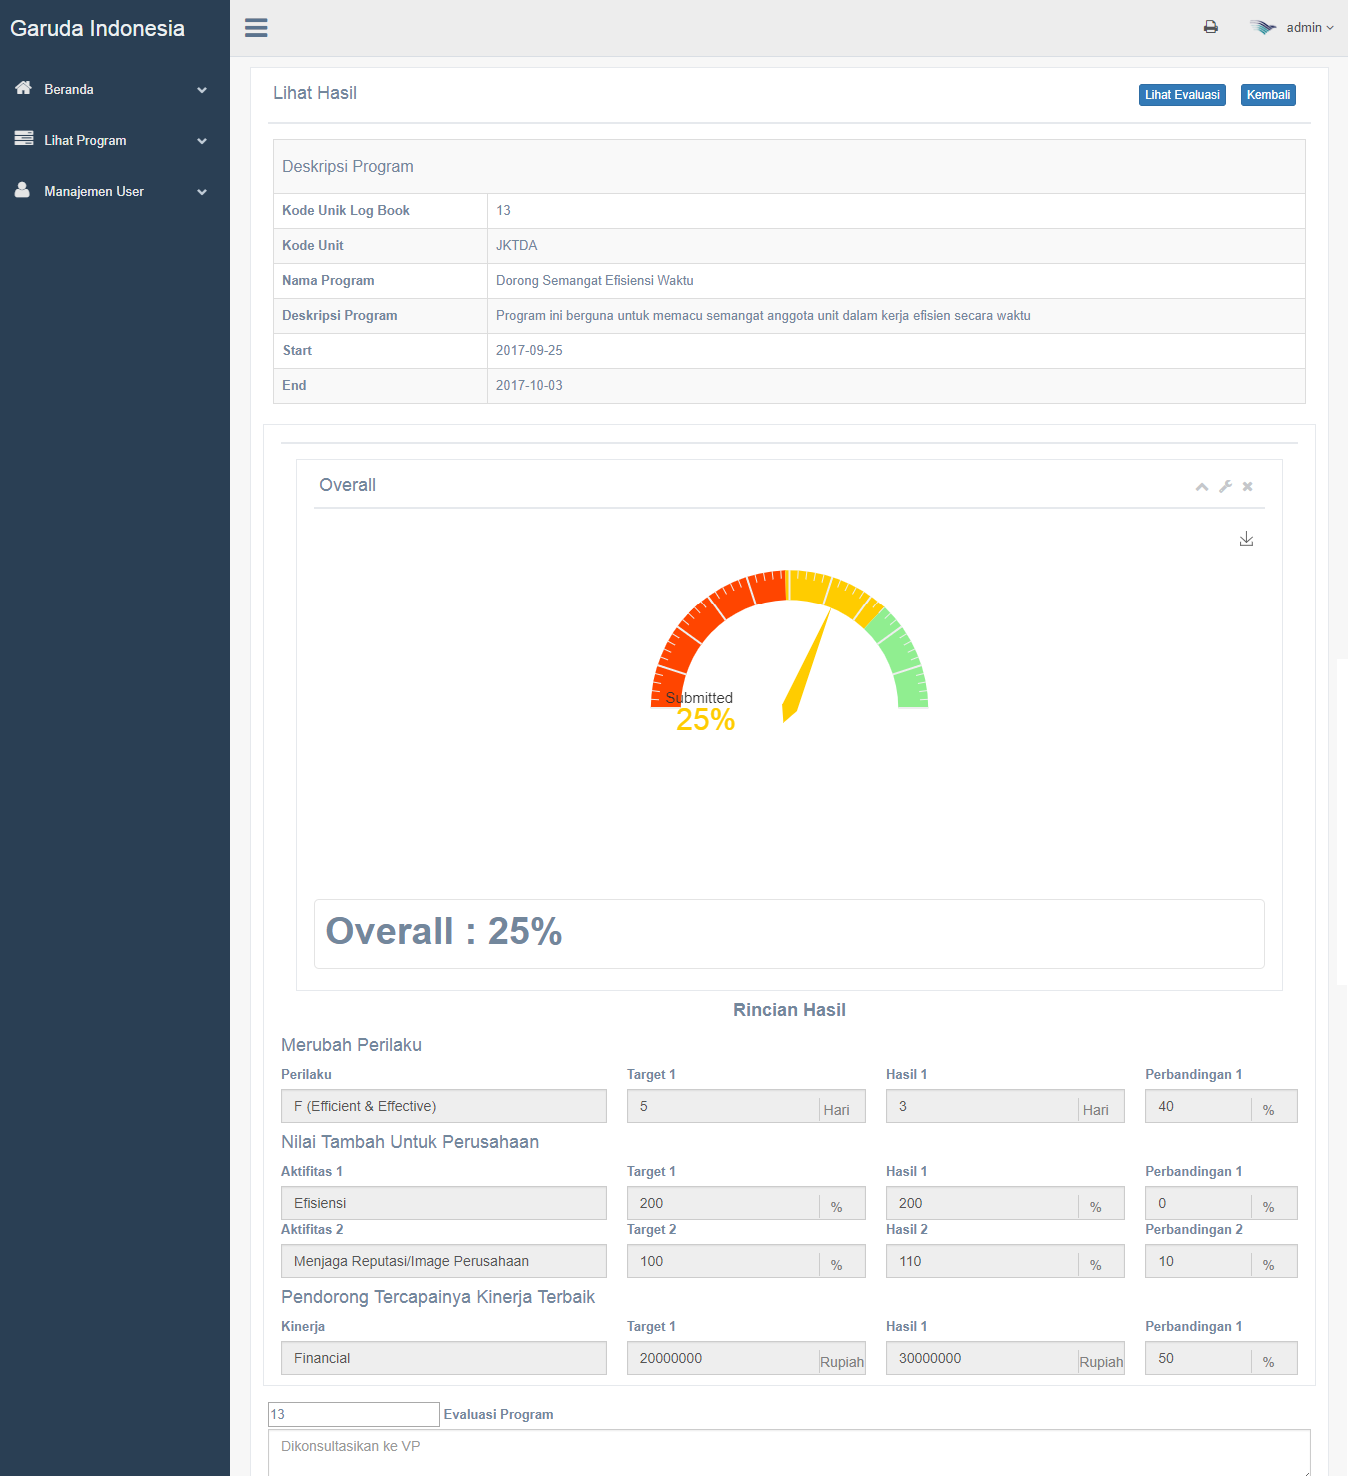 Garuda Indonesia
admin
Beranda
Lihat Program
Manajemen User
Lihat Hasil
Lihat Evaluasi Kembali
Deskripsi Program
Kode Unik Log Book 13
Kode Unit JKTDA
Nama Program Dorong Semangat Efisiensi Waktu
Deskripsi Program Program ini berguna untuk memacu semangat anggota unit dalam kerja efisien secara waktu
Start 2017-09-25
End 2017-10-03
Overall
Submitted
25%
Overall : 25%
Rincian Hasil
Merubah Perilaku
Perilaku Target 1 Hasil 1 Perbandingan 1
F (Efficient & Effective) 5 Hari 3 Hari 40 %
Nilai Tambah Untuk Perusahaan
Aktifitas 1 Target 1 Hasil 1 Perbandingan 1
Efisiensi 200 % 200 % 0 %
Aktifitas 2 Target 2 Hasil 2 Perbandingan 2
Menjaga Reputasi/Image Perusahaan 100 % 110 % 10 %
Pendorong Tercapainya Kinerja Terbaik
Kinerja Target 1 Hasil 1 Perbandingan 1
Financial 20000000 Rupiah 30000000 Rupiah 50 %
13 Evaluasi Program
Dikonsultasikan ke VP